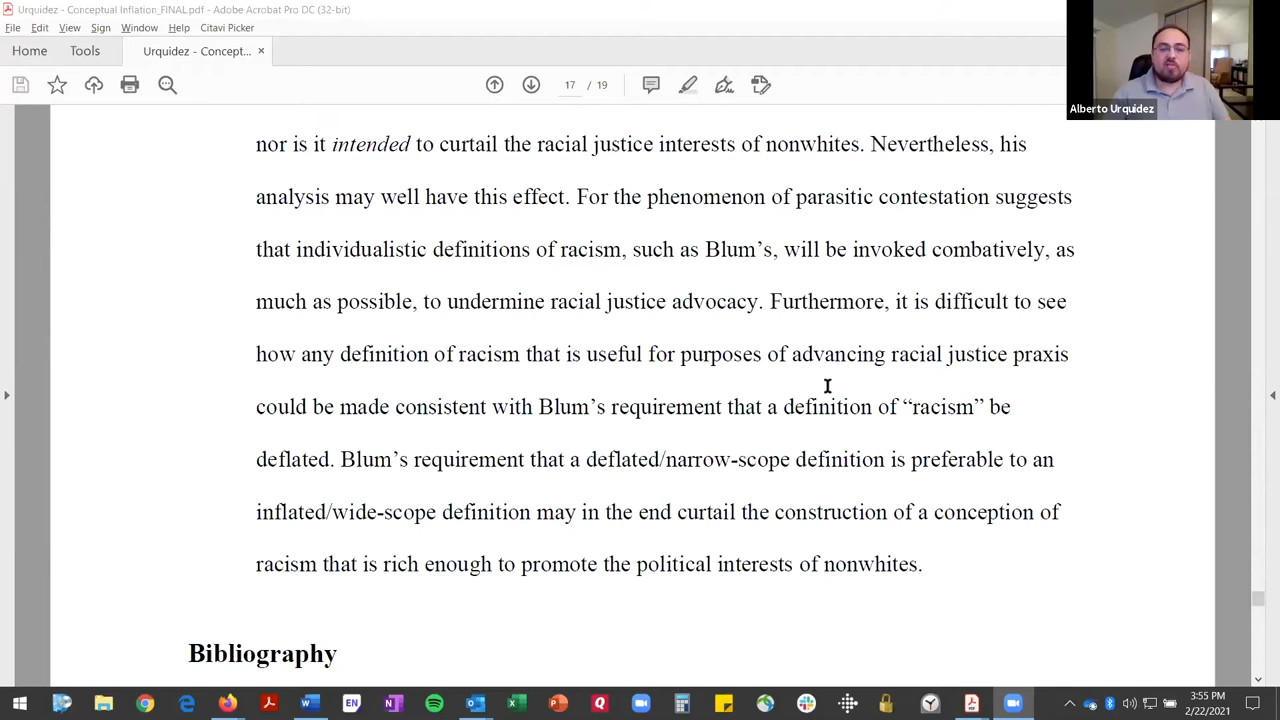 Urquidez - Conceptual Inflation_FINAL.pdf - Adobe Acrobat Pro DC (32-bit)
File Edit View Sign Window Help Citavi Picker
Home Tools Urquidez - Concept... ×
17 / 19
Alberto Urquidez
nor is it intended to curtail the racial justice interests of nonwhites. Nevertheless, his
analysis may well have this effect. For the phenomenon of parasitic contestation suggests
that individualistic definitions of racism, such as Blum’s, will be invoked combatively, as
much as possible, to undermine racial justice advocacy. Furthermore, it is difficult to see
how any definition of racism that is useful for purposes of advancing racial justice praxis
could be made consistent with Blum’s requirement that a definition of “racism” be
deflated. Blum’s requirement that a deflated/narrow-scope definition is preferable to an
inflated/wide-scope definition may in the end curtail the construction of a conception of
racism that is rich enough to promote the political interests of nonwhites.
Bibliography
EN
3:55 PM
2/22/2021